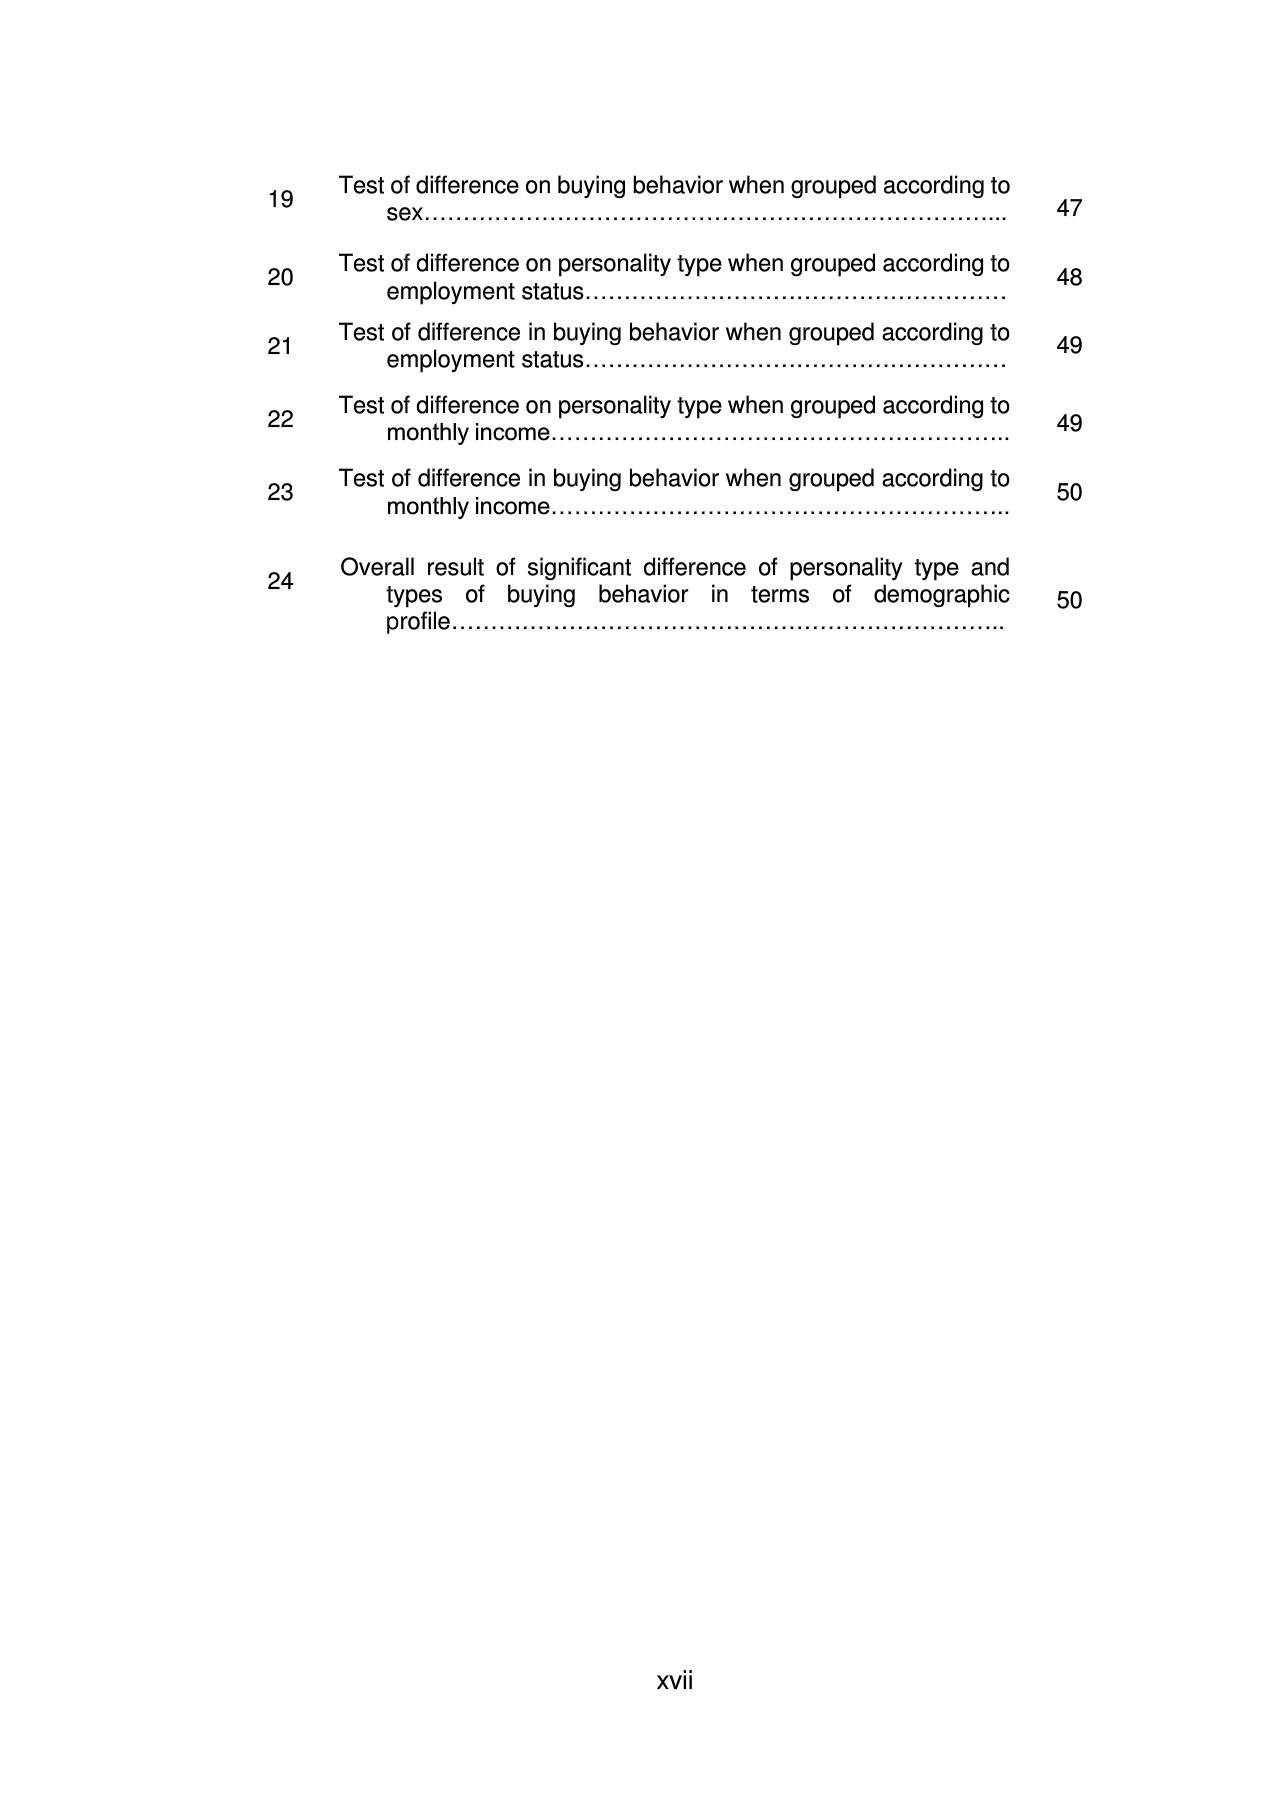 19 Test of difference on buying behavior when grouped according to
sex…………………………………………………………………... 47
20 Test of difference on personality type when grouped according to 48
employment status………………………………………………
21 Test of difference in buying behavior when grouped according to 49
employment status………………………………………………
22 Test of difference on personality type when grouped according to 49
monthly income…………………………………………………..
23 Test of difference in buying behavior when grouped according to 50
monthly income…………………………………………………..
24 Overall result of significant difference of personality type and
types of buying behavior in terms of demographic 50
profile……………………………………………………………..
xvii